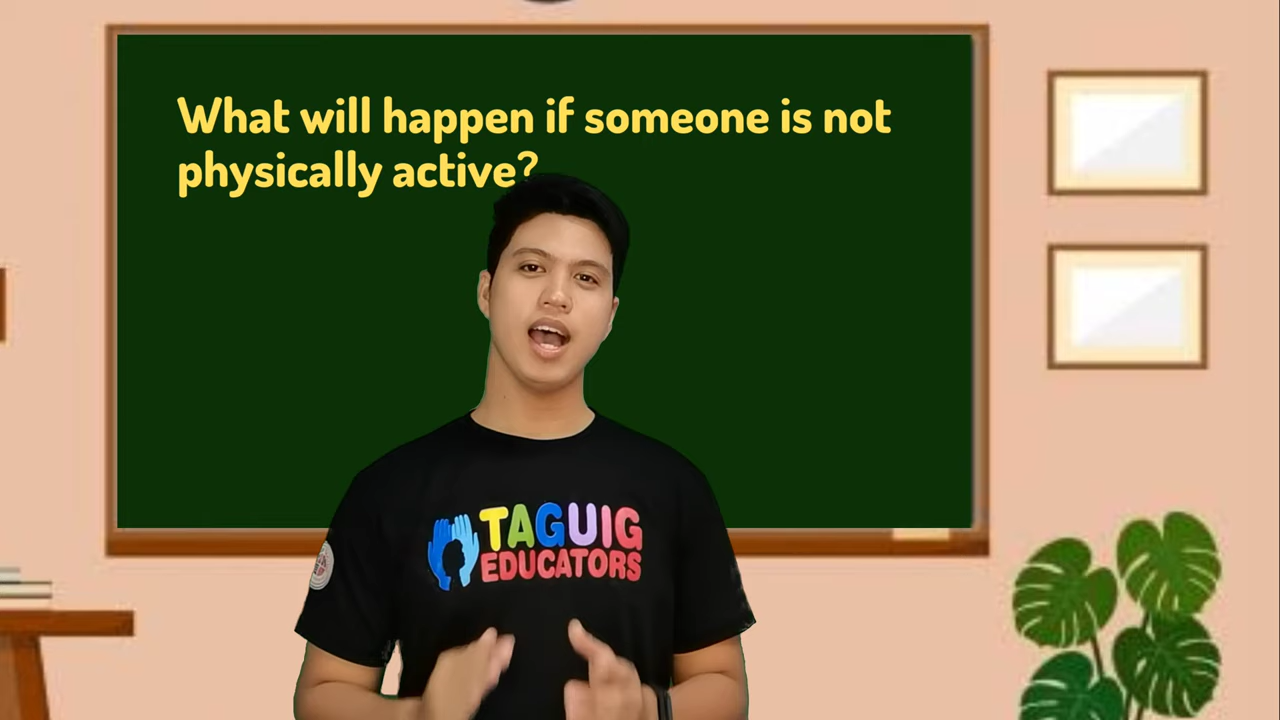 What will happen if someone is not
physically active?
TAGUIG
EDUCATORS